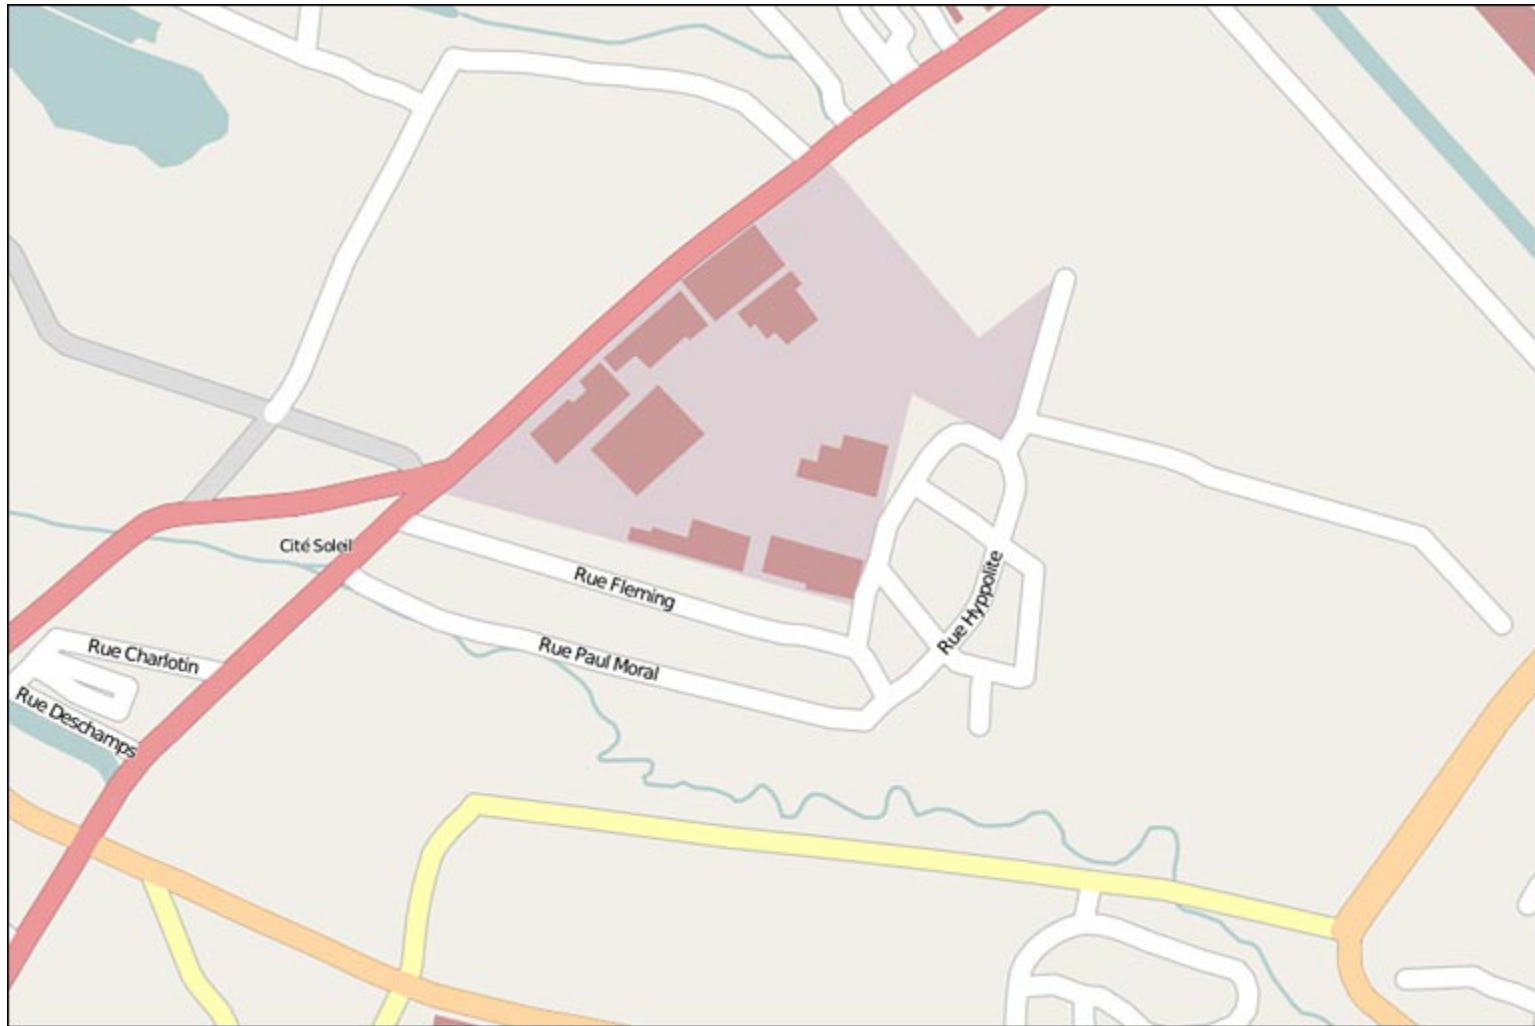 Cité Soleil
Rue Fleming
Rue Hyppolite
Rue Charlotin
Rue Paul Moral
Rue Deschamps